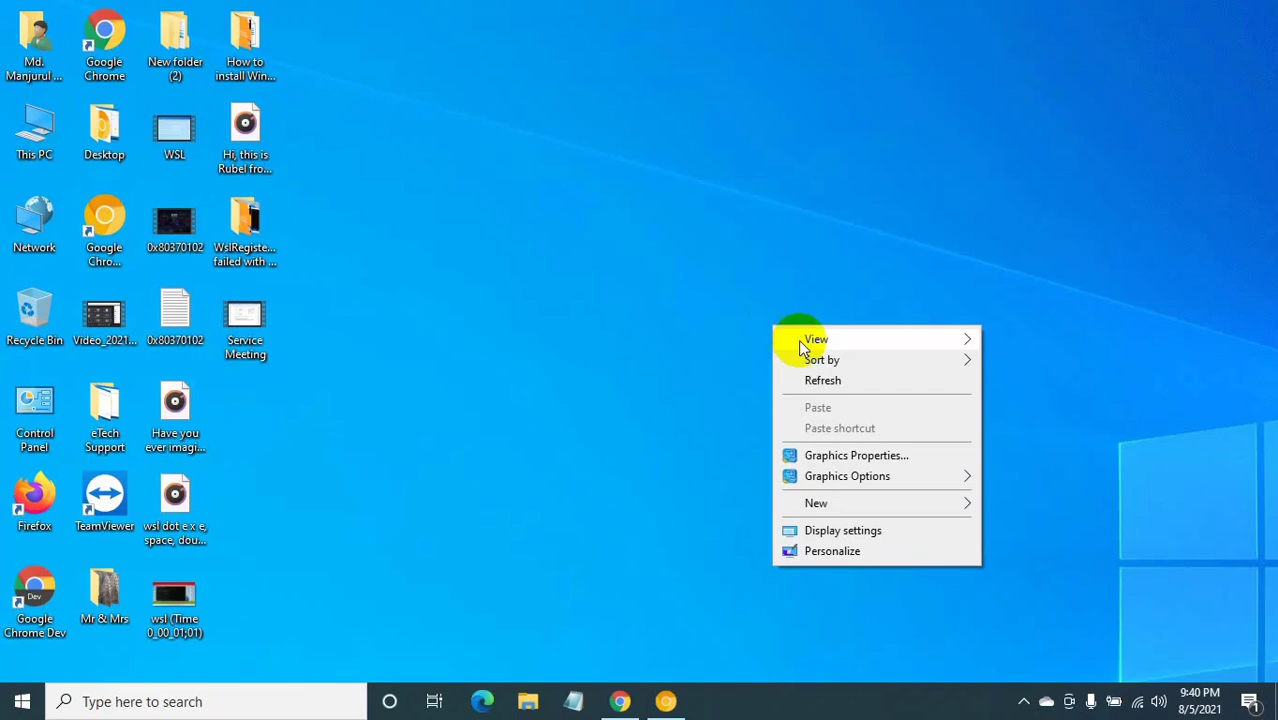 Md.
Manjurul ...
Google
Chrome
New folder
(2)
How to
install Win...
This PC
Desktop
WSL
Hi, this is
Rubel fro...
Network
Google
Chro...
0x80370102
WslRegiste...
failed with ...
Recycle Bin
Video_2021...
0x80370102
Service
Meeting
Control
Panel
eTech
Support
Have you
ever imagi...
Firefox
TeamViewer
wsl dot e x e,
space, dou...
Dev
Google
Chrome Dev
Mr & Mrs
wsl (Time
0_00_01;01)
View
Sort by
Refresh
Paste
Paste shortcut
Graphics Properties...
Graphics Options
New
Display settings
Personalize
Type here to search
9:40 PM
8/5/2021
1